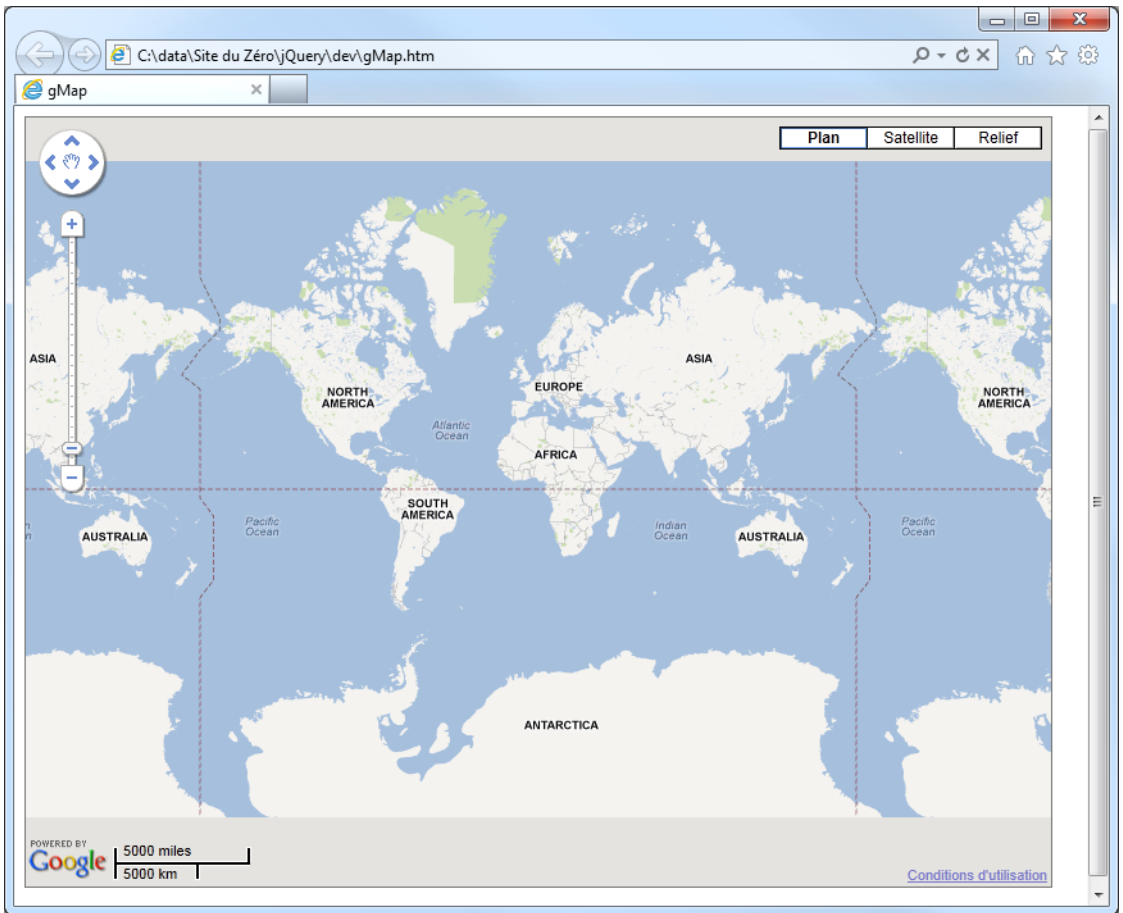 C:\data\Site du Zéro\jQuery\dev\gMap.htm
gMap
Plan
Satellite
Relief
ASIA
NORTH
AMERICA
Atlantic
Ocean
EUROPE
ASIA
NORTH
AMERICA
AFRICA
SOUTH
AMERICA
AUSTRALIA
Pacific
Ocean
Indian
Ocean
AUSTRALIA
Pacific
Ocean
ANTARCTICA
POWERED BY
Google
5000 miles
5000 km
Conditions d'utilisation